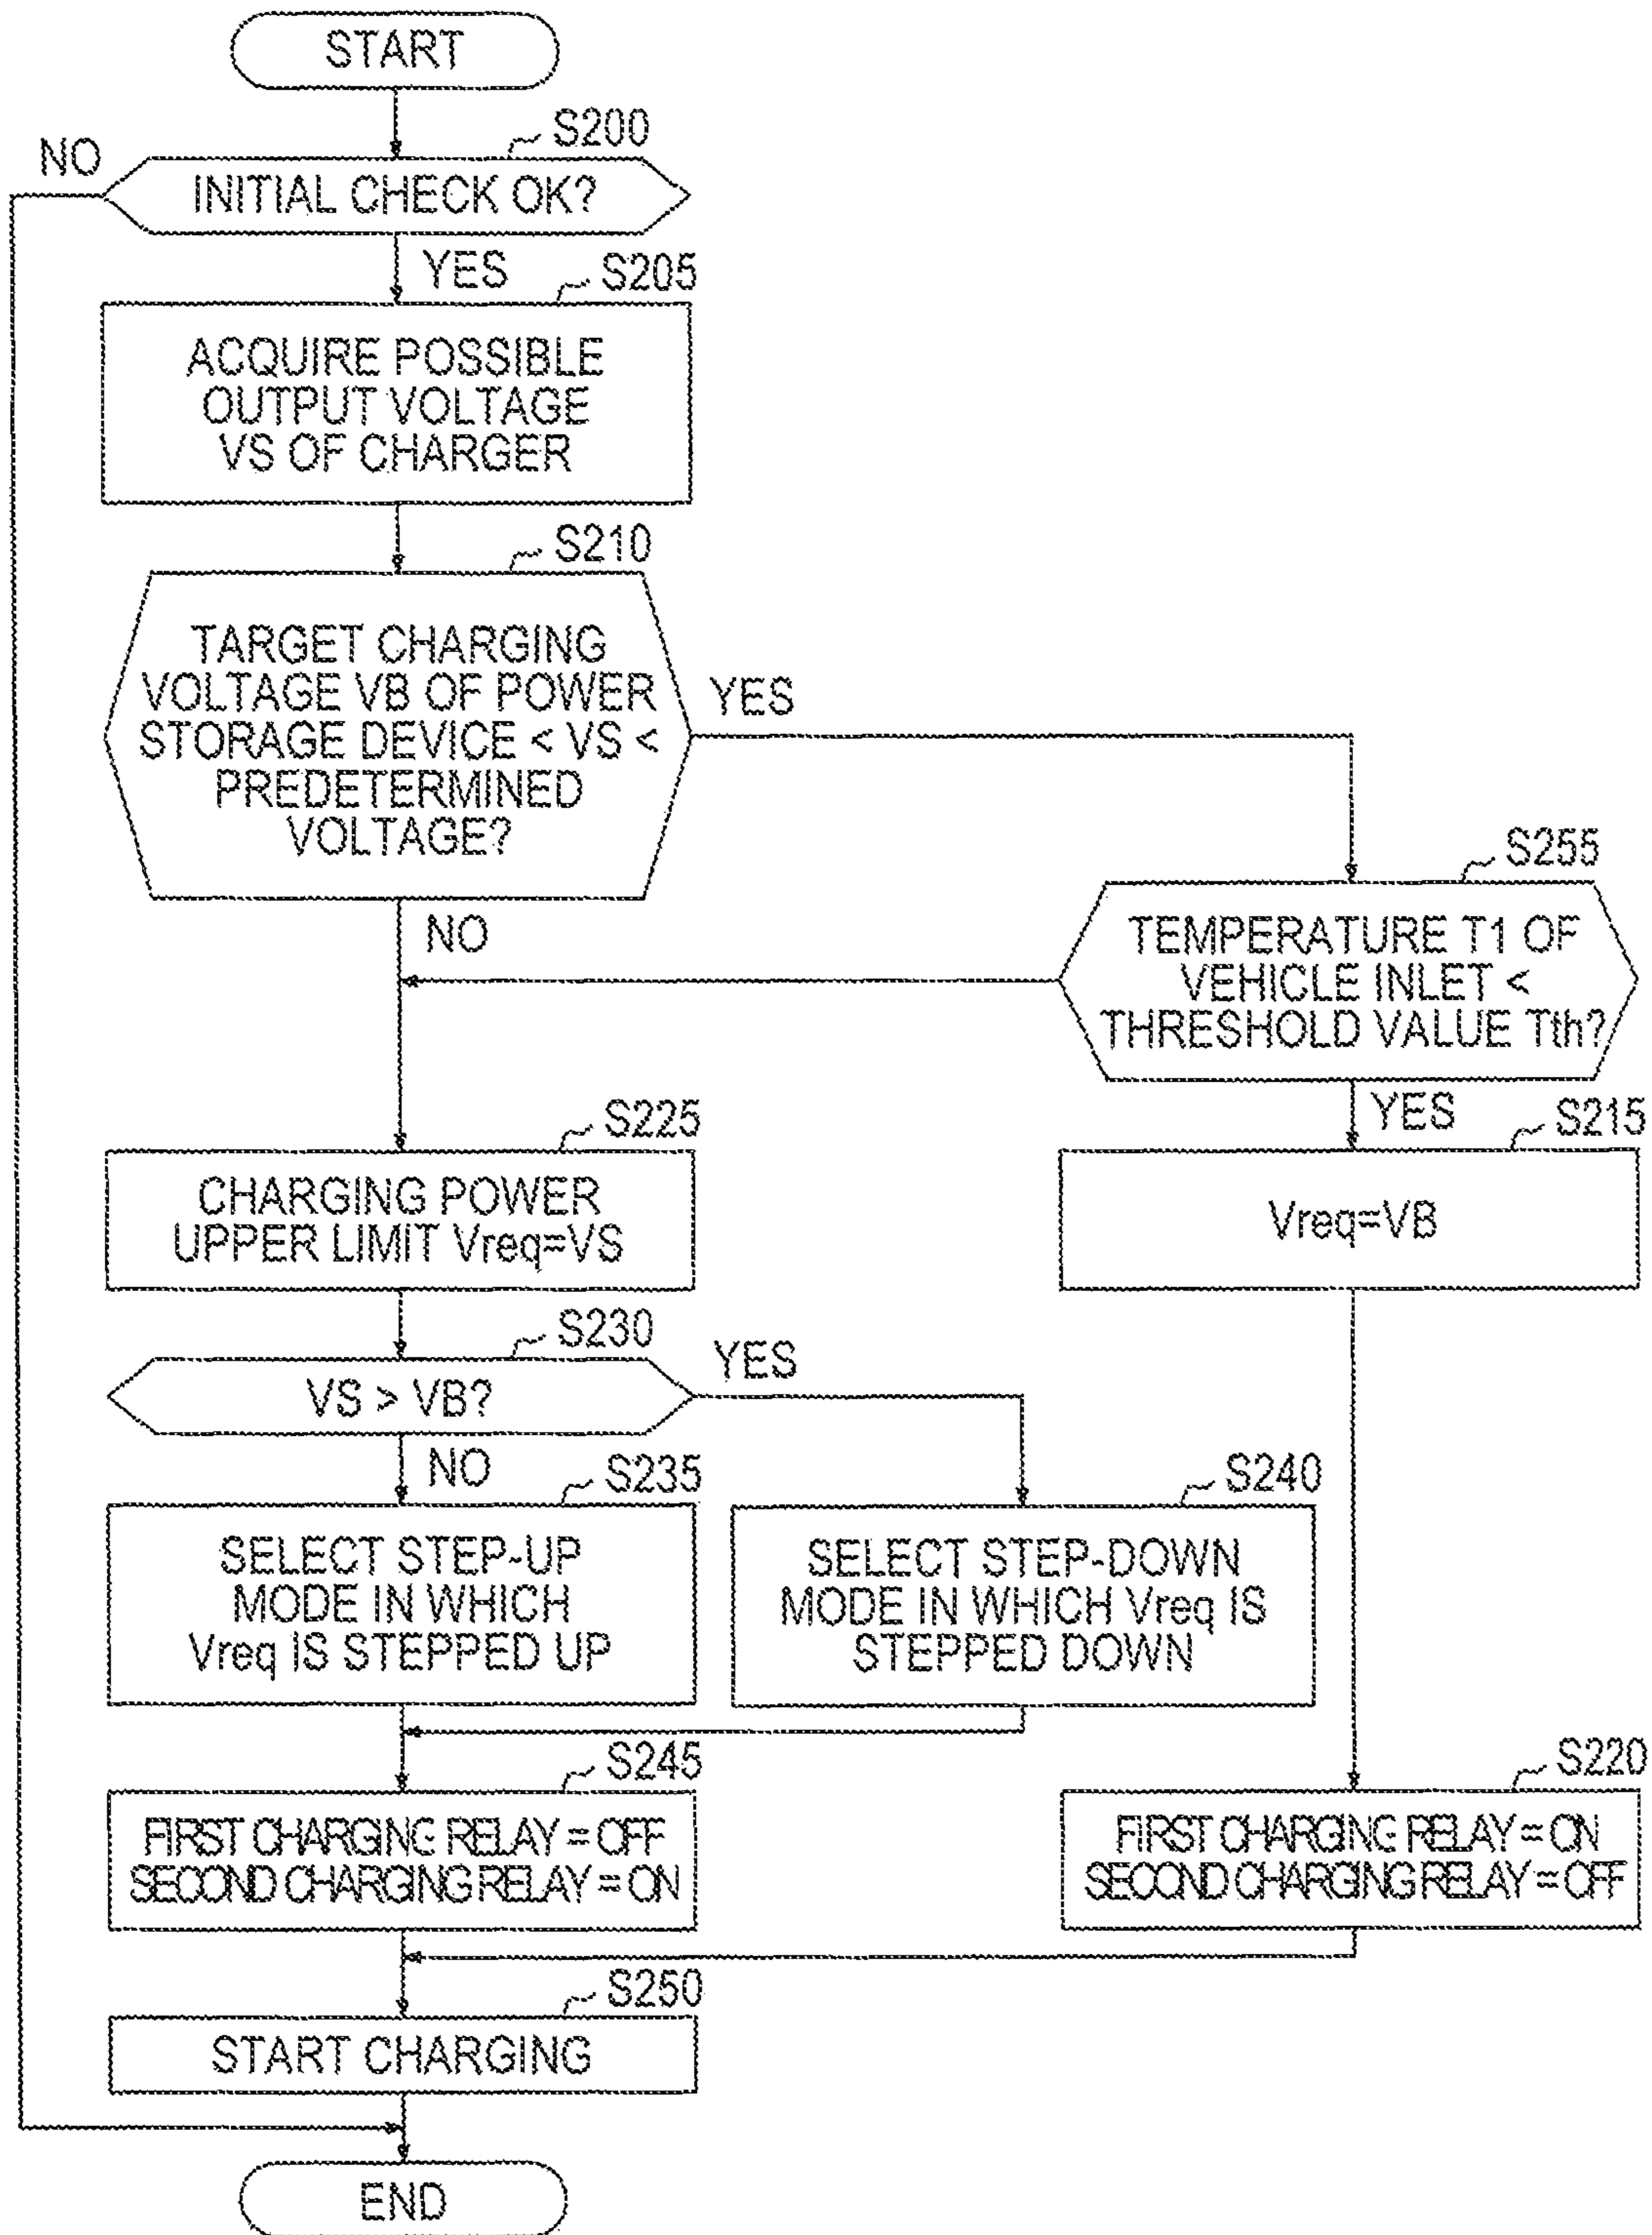 START
S200
NO
INITIAL CHECK OK?
YES
S205
ACQUIRE POSSIBLE
OUTPUT VOLTAGE
VS OF CHARGER
S210
TARGET CHARGING
VOLTAGE VB OF POWER
STORAGE DEVICE < VS <
PREDETERMINED
VOLTAGE?
YES
NO
S255
TEMPERATURE T1 OF
VEHICLE INLET <
THRESHOLD VALUE Tth?
YES
S215
Vreq=VB
S225
CHARGING POWER
UPPER LIMIT Vreq=VS
S230
VS > VB?
YES
NO
S235
SELECT STEP-UP
MODE IN WHICH
Vreq IS STEPPED UP
S240
SELECT STEP-DOWN
MODE IN WHICH Vreq IS
STEPPED DOWN
S245
FIRST CHARGING RELAY = OFF
SECOND CHARGING RELAY = ON
S220
FIRST CHARGING RELAY = ON
SECOND CHARGING RELAY = OFF
S250
START CHARGING
END